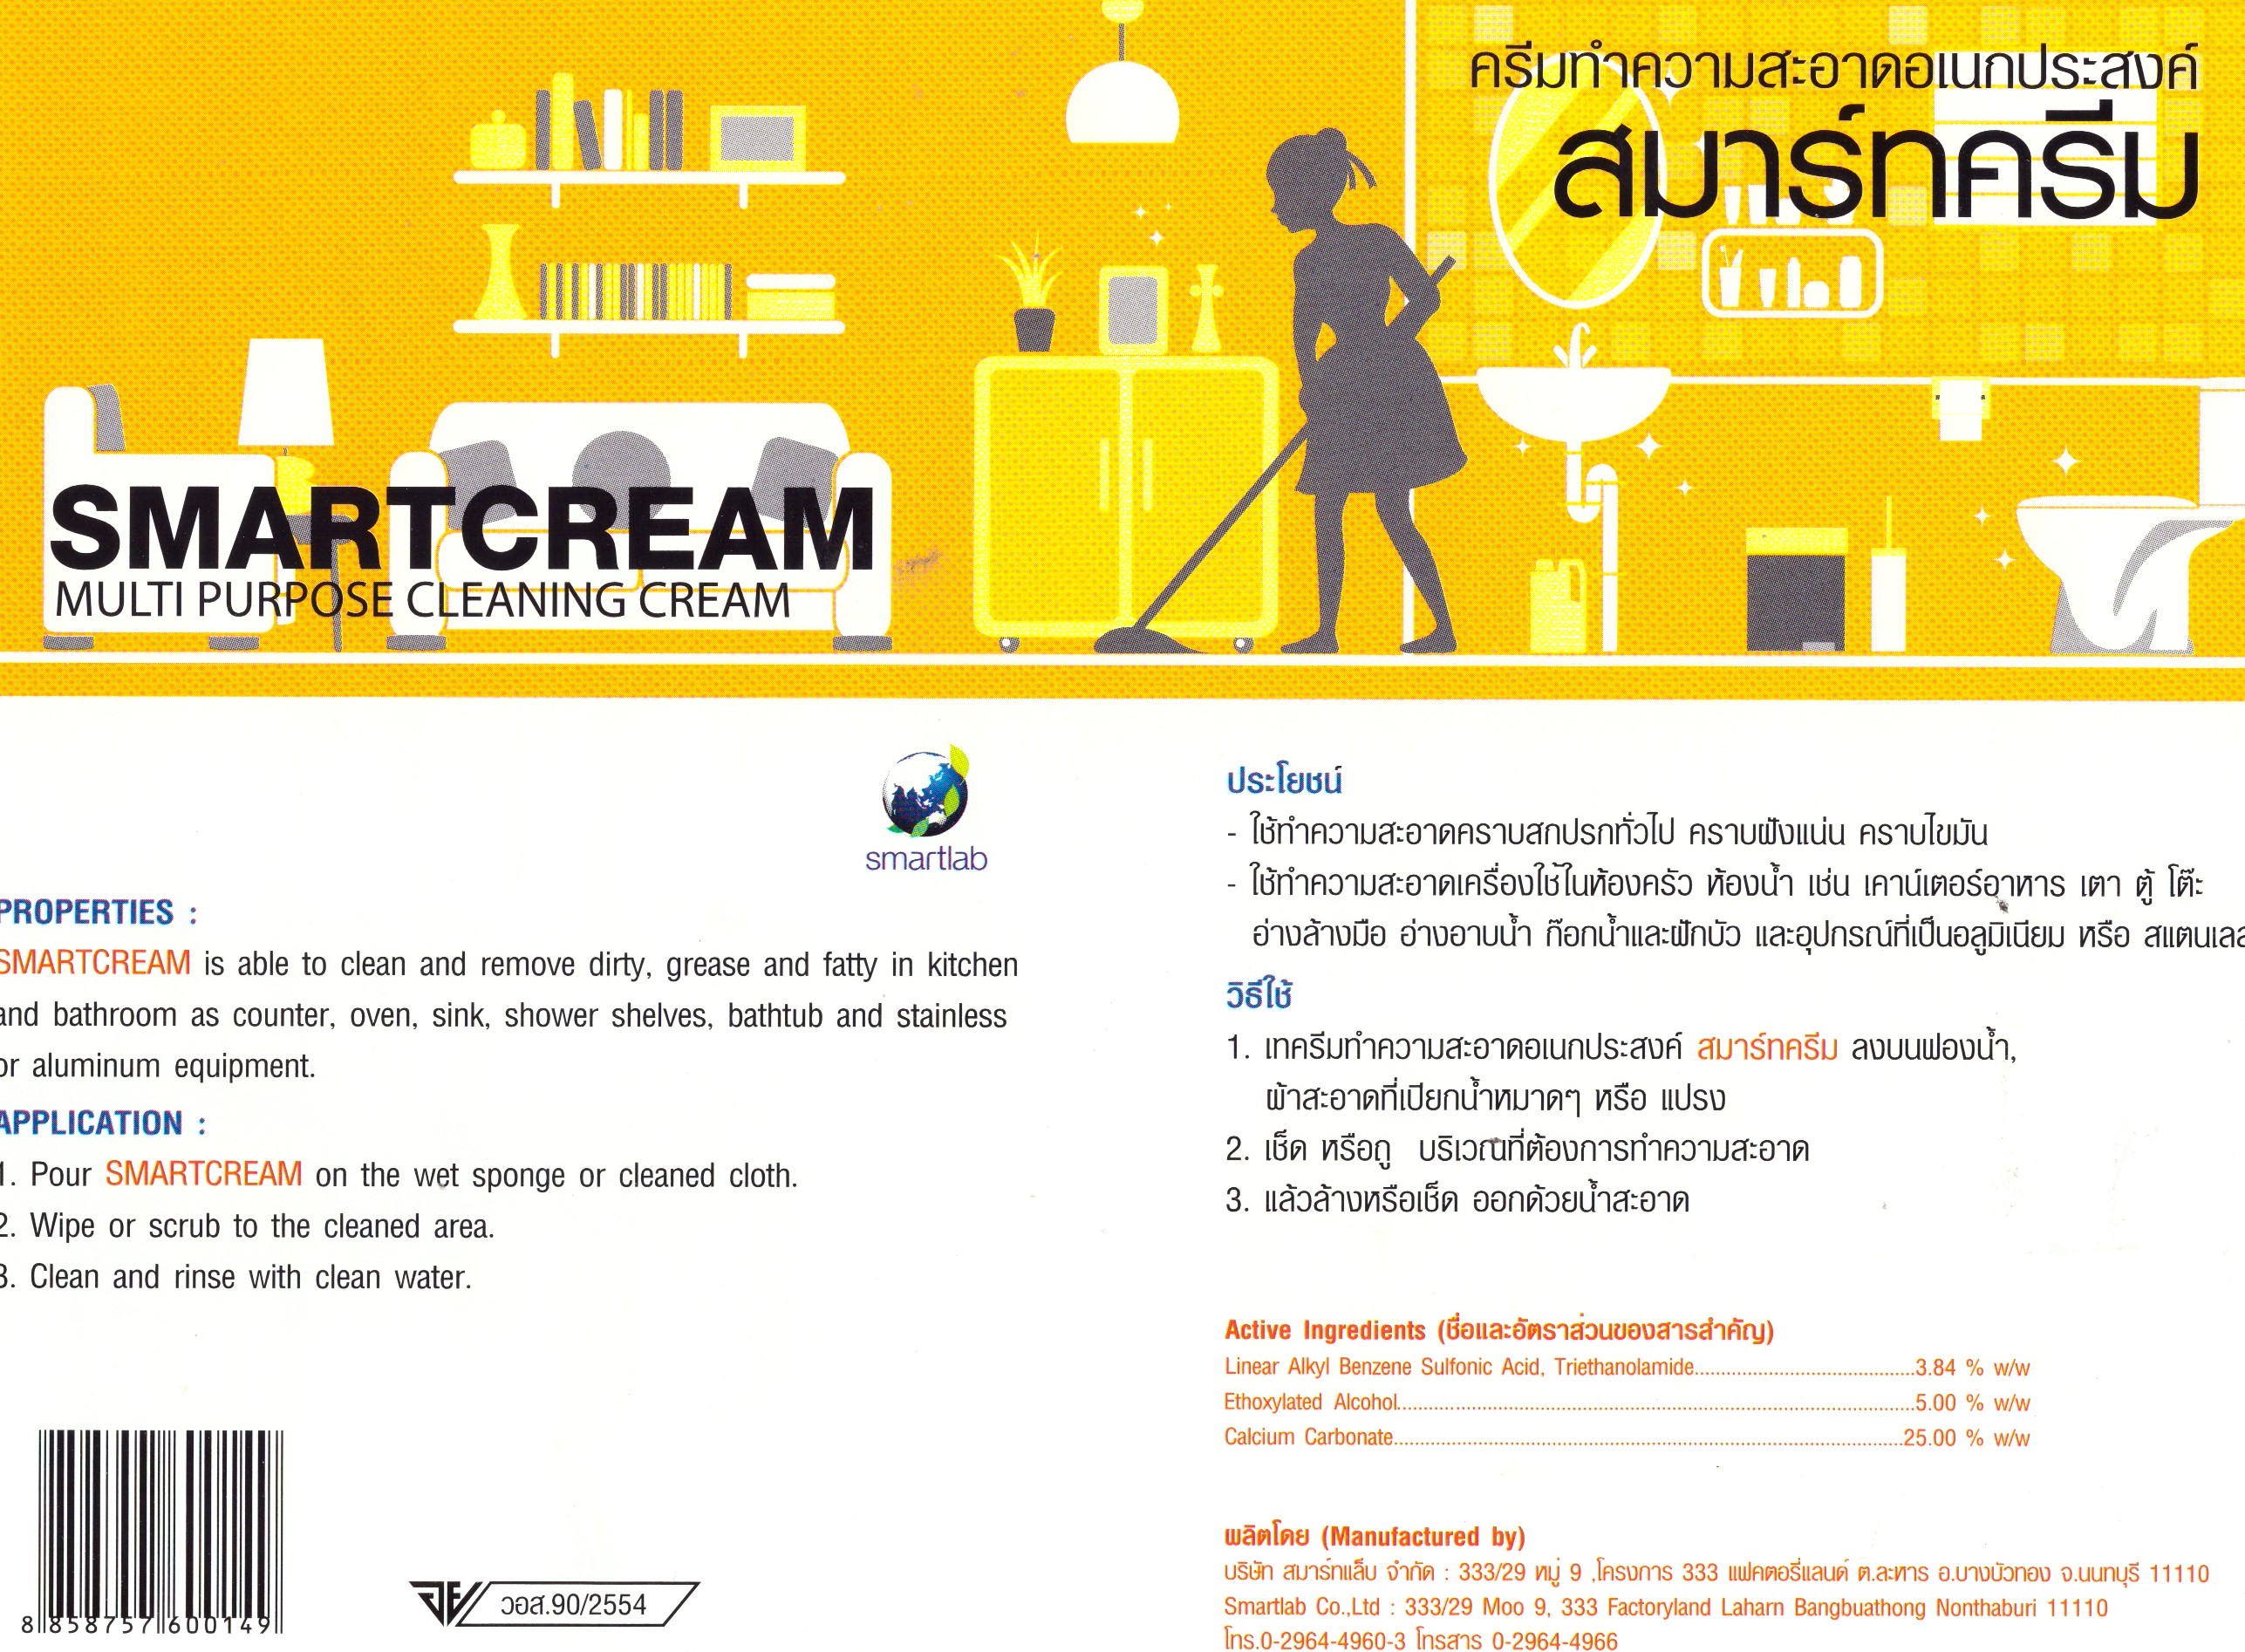 ครีมทำความสะอาดอเนกประสงค์
สมาร์ทครีม
SMARTCREAM
MULTI PURPOSE CLEANING CREAM
smartlab
PROPERTIES :
SMARTCREAM is able to clean and remove dirty, grease and fatty in kitchen
and bathroom as counter, oven, sink, shower shelves, bathtub and stainless
or aluminum equipment.
APPLICATION :
1. Pour SMARTCREAM on the wet sponge or cleaned cloth.
2. Wipe or scrub to the cleaned area.
3. Clean and rinse with clean water.
8 858757 600149
วอส.90/2554
ประโยชน์
- ใช้ทำความสะอาดคราบสกปรกทั่วไป คราบฝังแน่น คราบไขมัน
- ใช้ทำความสะอาดเครื่องใช้ในห้องครัว ห้องน้ำ เช่น เคาน์เตอร์อาหาร เตา ตู้ โต๊ะ
อ่างล้างมือ อ่างอาบน้ำ ก๊อกน้ำและฝักบัว และอุปกรณ์ที่เป็นอลูมิเนียม หรือ สแตนเลส
วิธีใช้
1. เทครีมทำความสะอาดอเนกประสงค์ สมาร์ทครีม ลงบนฟองน้ำ,
ผ้าสะอาดที่เปียกน้ำหมาดๆ หรือ แปรง
2. เช็ด หรือถู บริเวณที่ต้องการทำความสะอาด
3. แล้วล้างหรือเช็ด ออกด้วยน้ำสะอาด
Active Ingredients (ชื่อและอัตราส่วนของสารสำคัญ)
Linear Alkyl Benzene Sulfonic Acid, Triethanolamide..........................................3.84 % w/w
Ethoxylated Alcohol...................................................................................................5.00 % w/w
Calcium Carbonate.................................................................................................25.00 % w/w
ผลิตโดย (Manufactured by)
บริษัท สมาร์ทแล็บ จำกัด : 333/29 หมู่ 9 ,โครงการ 333 แฟคตอรี่แลนด์ ต.ละหาร อ.บางบัวทอง จ.นนทบุรี 11110
Smartlab Co.,Ltd : 333/29 Moo 9, 333 Factoryland Laharn Bangbuathong Nonthaburi 11110
โทร.0-2964-4960-3 โทรสาร 0-2964-4966